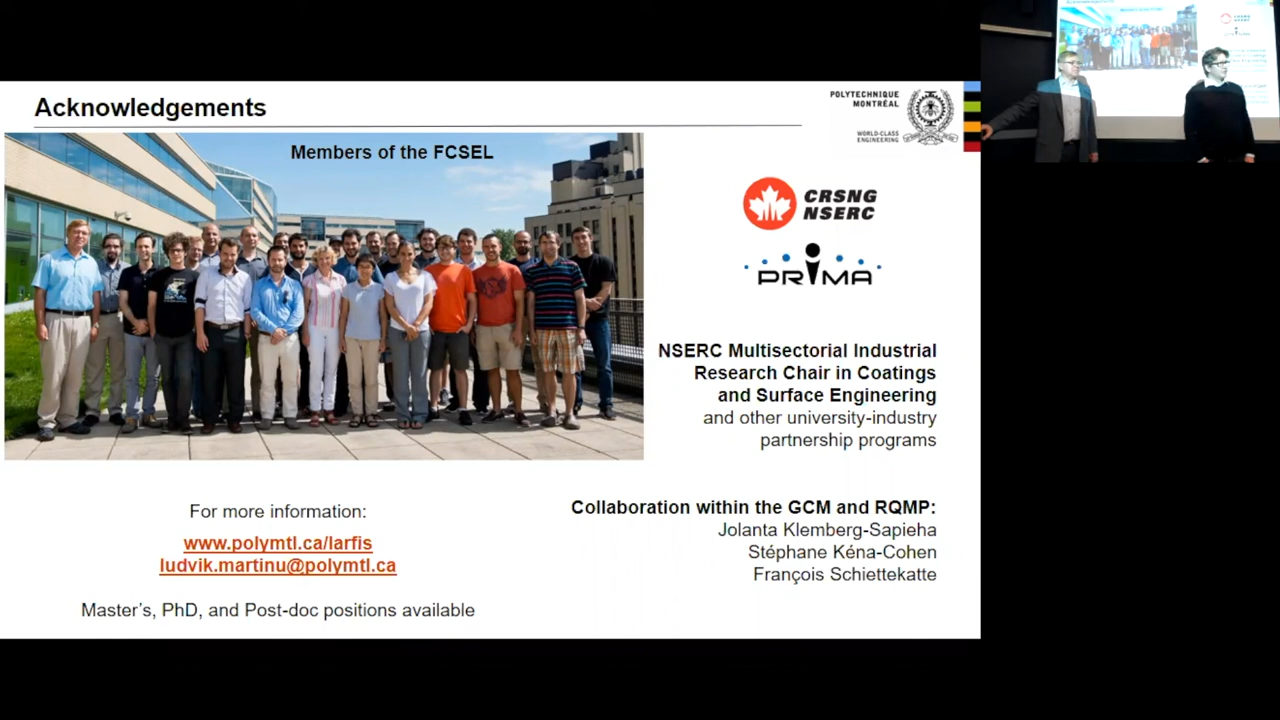 Acknowledgements
POLYTECHNIQUE
MONTRÉAL
WORLD-CLASS
ENGINEERING
Members of the FCSEL
CRSNG
NSERC
PRiMA
NSERC Multisectorial Industrial
Research Chair in Coatings
and Surface Engineering
and other university-industry
partnership programs
For more information:
www.polymtl.ca/larfis
ludvik.martinu@polymtl.ca
Master's, PhD, and Post-doc positions available
Collaboration within the GCM and RQMP:
Jolanta Klemberg-Sapieha
Stéphane Kéna-Cohen
François Schiettekatte